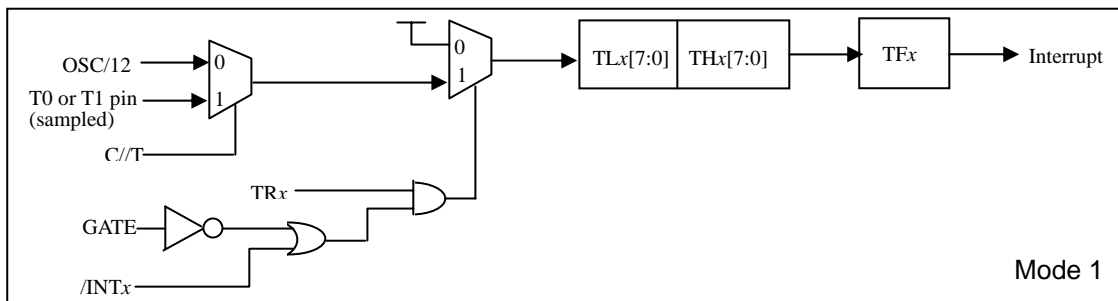 0
OSC/12
0
TLx[7:0]
THx[7:0]
TFx
Interrupt
1
T0 or T1 pin
1
(sampled)
C//T
TRx
GATE
/INTx
Mode 1